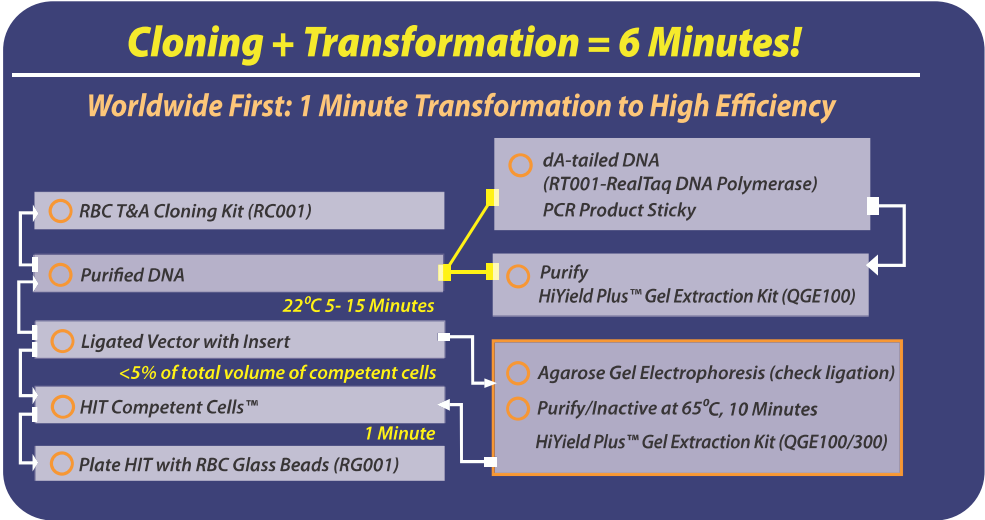 Cloning + Transformation = 6 Minutes!
Worldwide First: 1 Minute Transformation to High Efficiency
RBC T&A Cloning Kit (RC001)
Purified DNA
22⁰C 5- 15 Minutes
Ligated Vector with Insert
<5% of total volume of competent cells
HIT Competent Cells™
1 Minute
Plate HIT with RBC Glass Beads (RG001)
dA-tailed DNA
(RT001-RealTaq DNA Polymerase)
PCR Product Sticky
Purify
HiYield Plus™ Gel Extraction Kit (QGE100)
Agarose Gel Electrophoresis (check ligation)
Purify/Inactive at 65⁰C, 10 Minutes
HiYield Plus™ Gel Extraction Kit (QGE100/300)